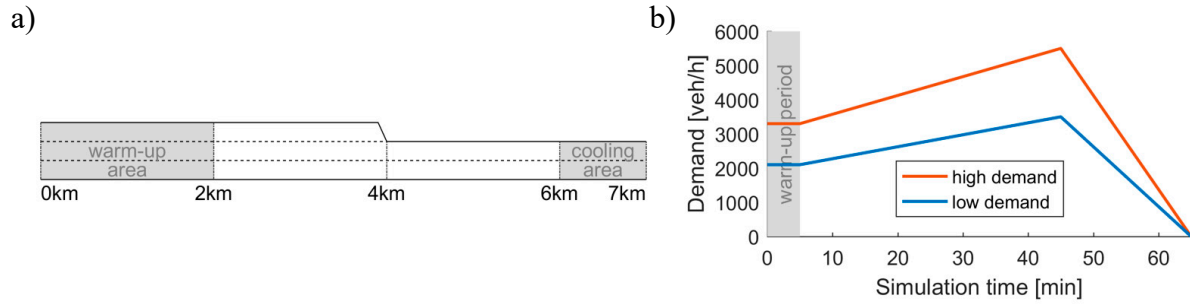 a)
warm-up
area
cooling
area
0km
2km
4km
6km
7km
b)
Demand [veh/h]
6000
5000
4000
3000
2000
1000
0
warm-up period
high demand
low demand
0
10
20
30
40
50
60
Simulation time [min]